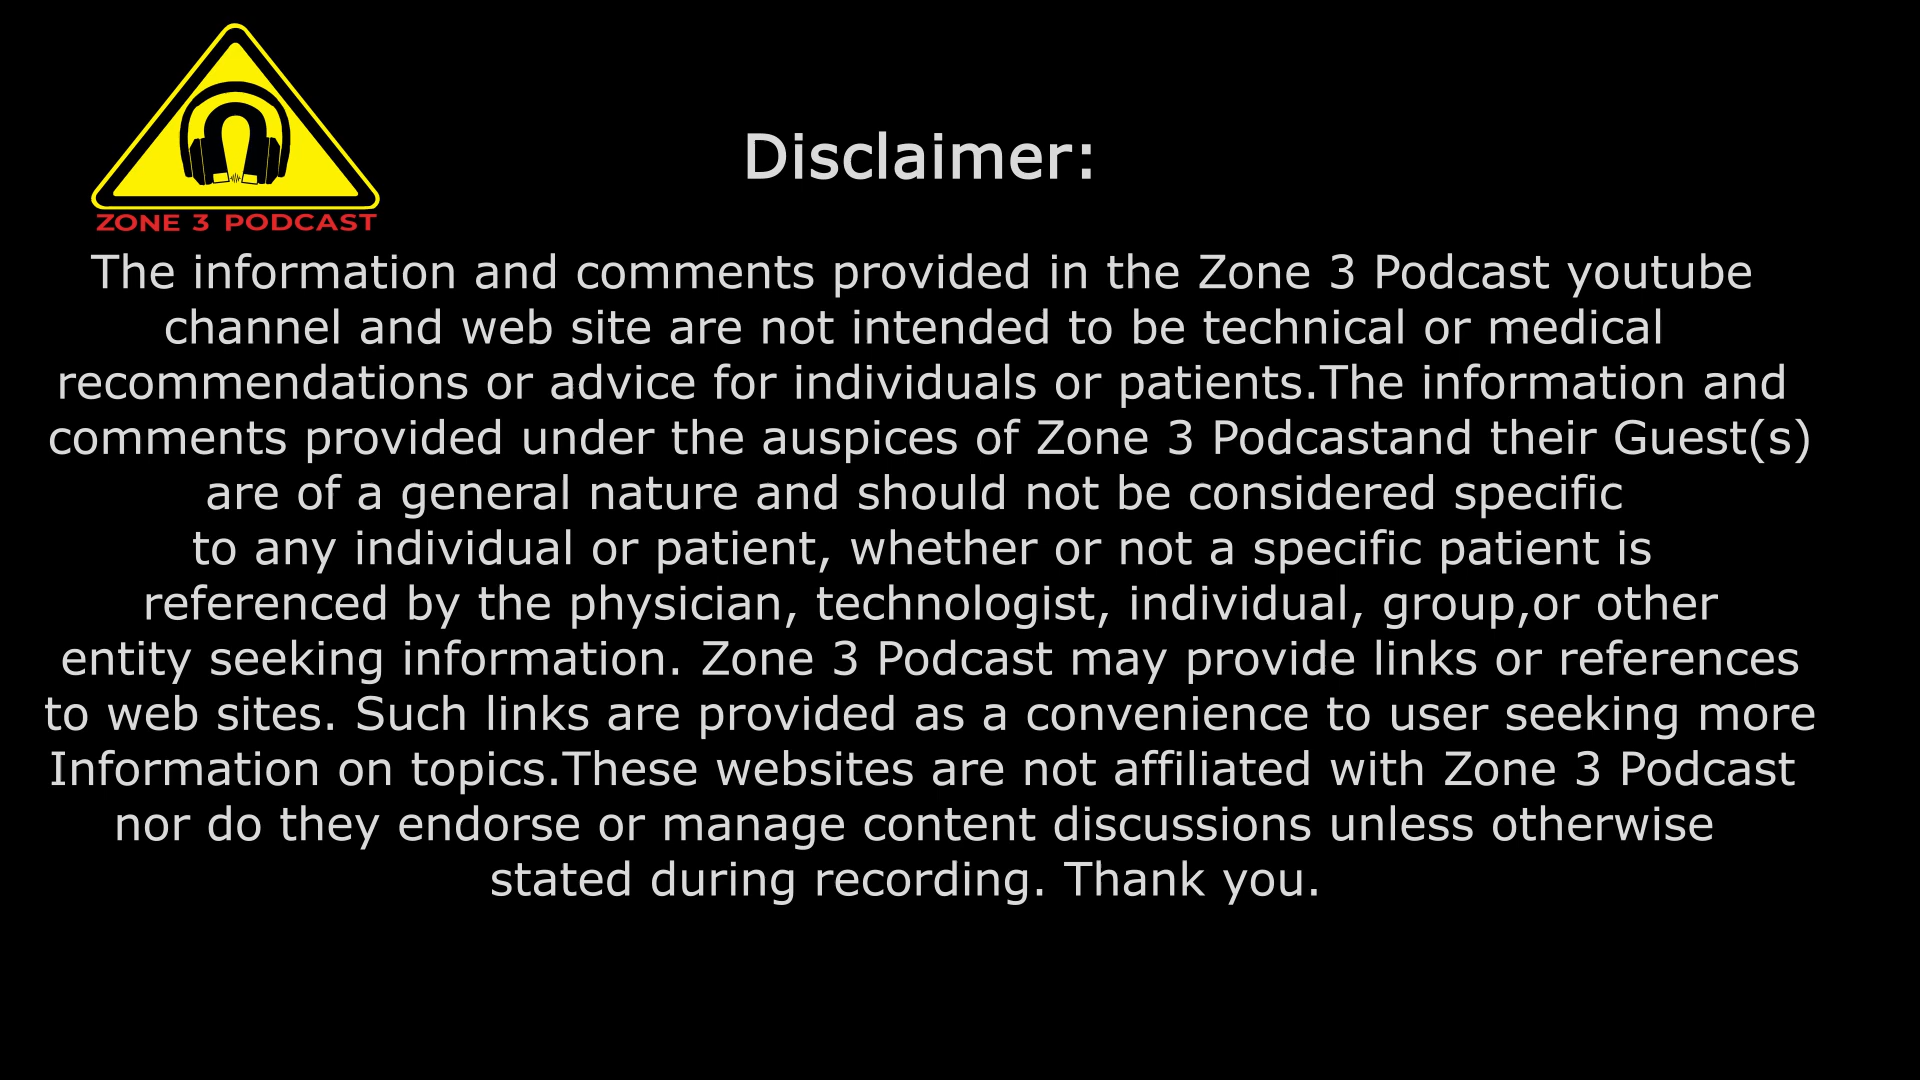 ZONE 3 PODCAST
Disclaimer:
The information and comments provided in the Zone 3 Podcast youtube
channel and web site are not intended to be technical or medical
recommendations or advice for individuals or patients.The information and
comments provided under the auspices of Zone 3 Podcastand their Guest(s)
are of a general nature and should not be considered specific
to any individual or patient, whether or not a specific patient is
referenced by the physician, technologist, individual, group,or other
entity seeking information. Zone 3 Podcast may provide links or references
to web sites. Such links are provided as a convenience to user seeking more
Information on topics.These websites are not affiliated with Zone 3 Podcast
nor do they endorse or manage content discussions unless otherwise
stated during recording. Thank you.